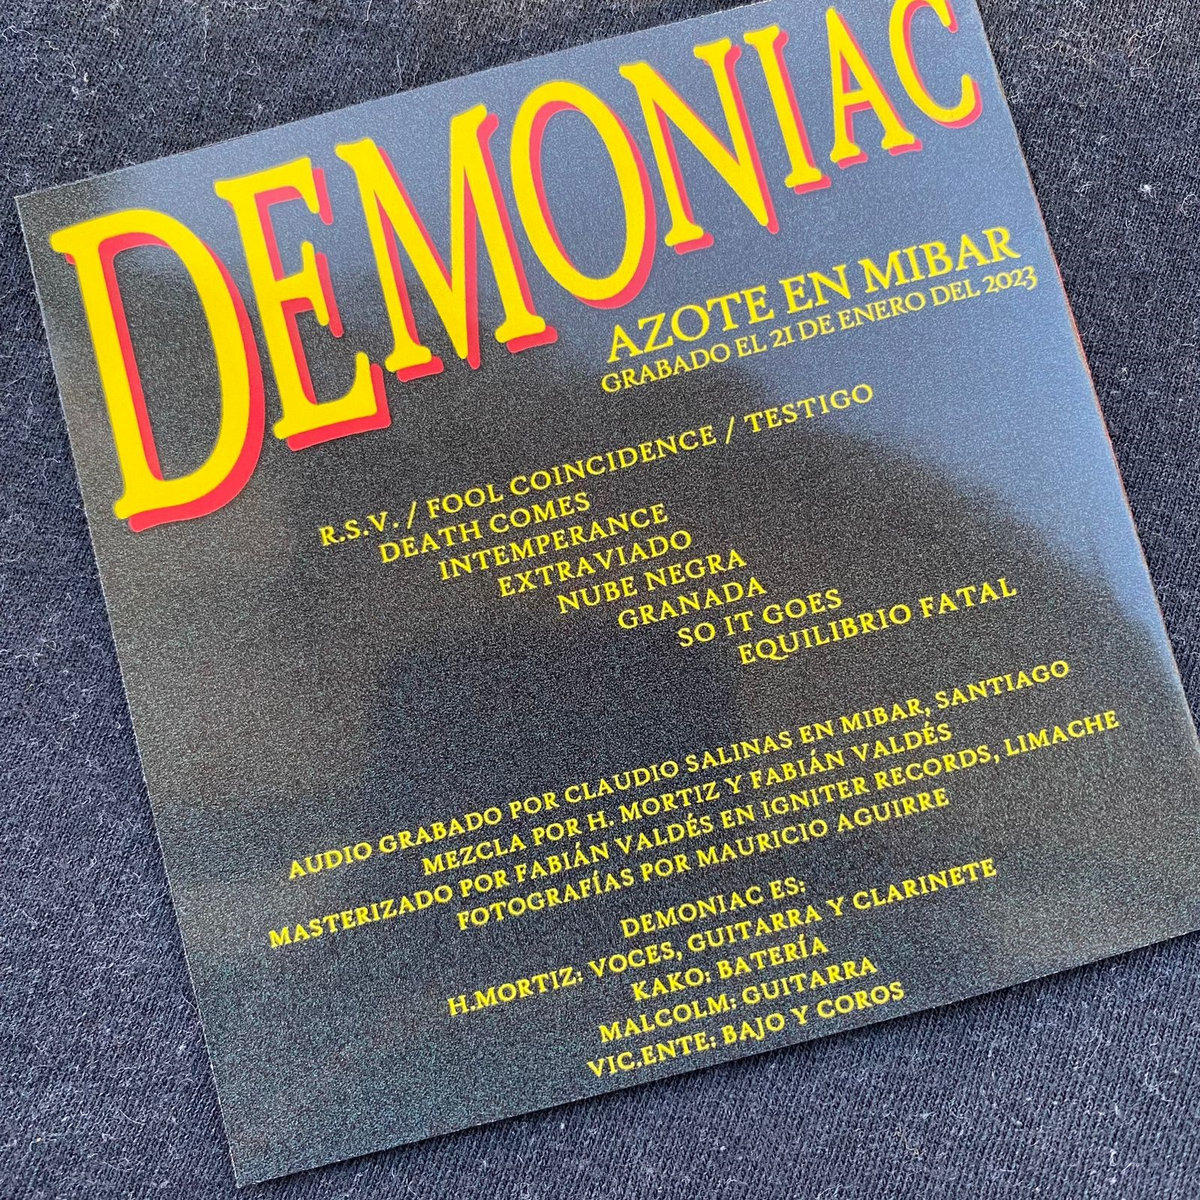 DEMONIAC
AZOTE EN MIBAR
GRABADO EL 21 DE ENERO DEL 2023
R.S.V. / FOOL COINCIDENCE / TESTIGO
DEATH COMES
INTEMPERANCE
EXTRAVIADO
NUBE NEGRA
GRANADA
SO IT GOES
EQUILIBRIO FATAL
AUDIO GRABADO POR CLAUDIO SALINAS EN MIBAR, SANTIAGO
MEZCLA POR H. MORTIZ Y FABIÁN VALDÉS
MASTERIZADO POR FABIÁN VALDÉS EN IGNITER RECORDS, LIMACHE
FOTOGRAFÍAS POR MAURICIO AGUIRRE
DEMONIAC ES:
H.MORTIZ: VOCES, GUITARRA Y CLARINETE
KAKO: BATERÍA
MALCOLM: GUITARRA
VIC.ENTE: BAJO Y COROS